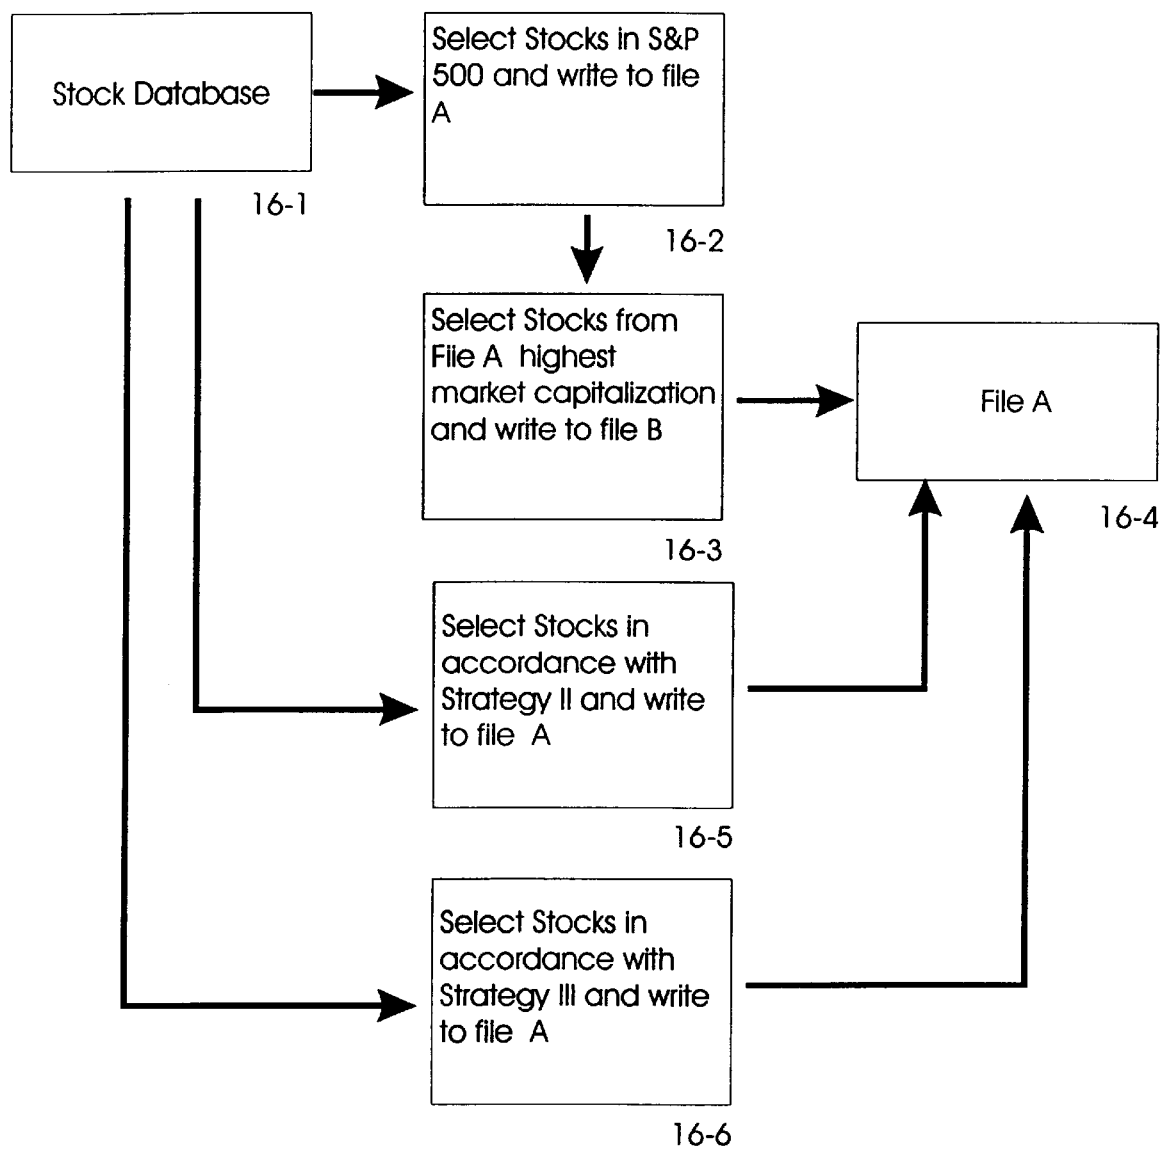 Stock Database
16-1
Select Stocks in S&P
500 and write to file
A
16-2
Select Stocks from
Fiie A highest
market capitalization
and write to file B
16-3
File A
16-4
Select Stocks in
accordance with
Strategy II and write
to file A
16-5
Select Stocks in
accordance with
Strategy III and write
to file A
16-6